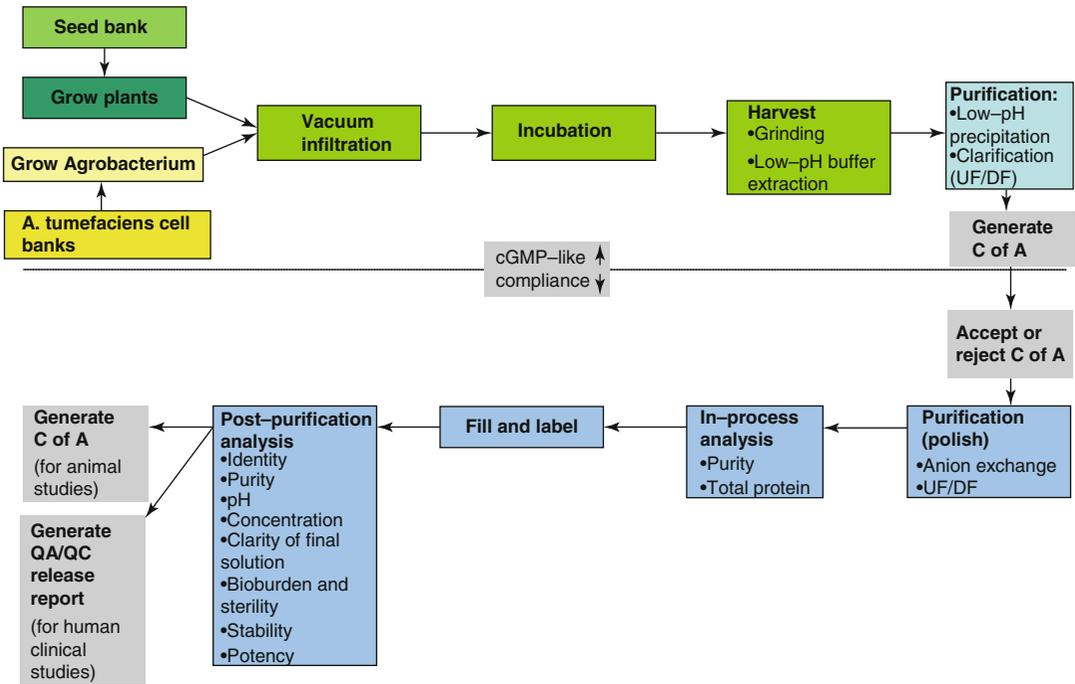 Seed bank
Grow plants
Grow Agrobacterium
A. tumefaciens cell
banks
Vacuum
infiltration
Incubation
Harvest
•Grinding
•Low–pH buffer
extraction
Purification:
•Low–pH
precipitation
•Clarification
(UF/DF)
Generate
C of A
cGMP–like
compliance
Accept or
reject C of A
Purification
(polish)
•Anion exchange
•UF/DF
In–process
analysis
•Purity
•Total protein
Fill and label
Post–purification
analysis
•Identity
•Purity
•pH
•Concentration
•Clarity of final
solution
•Bioburden and
sterility
•Stability
•Potency
Generate
C of A
(for animal
studies)
Generate
QA/QC
release
report
(for human
clinical
studies)